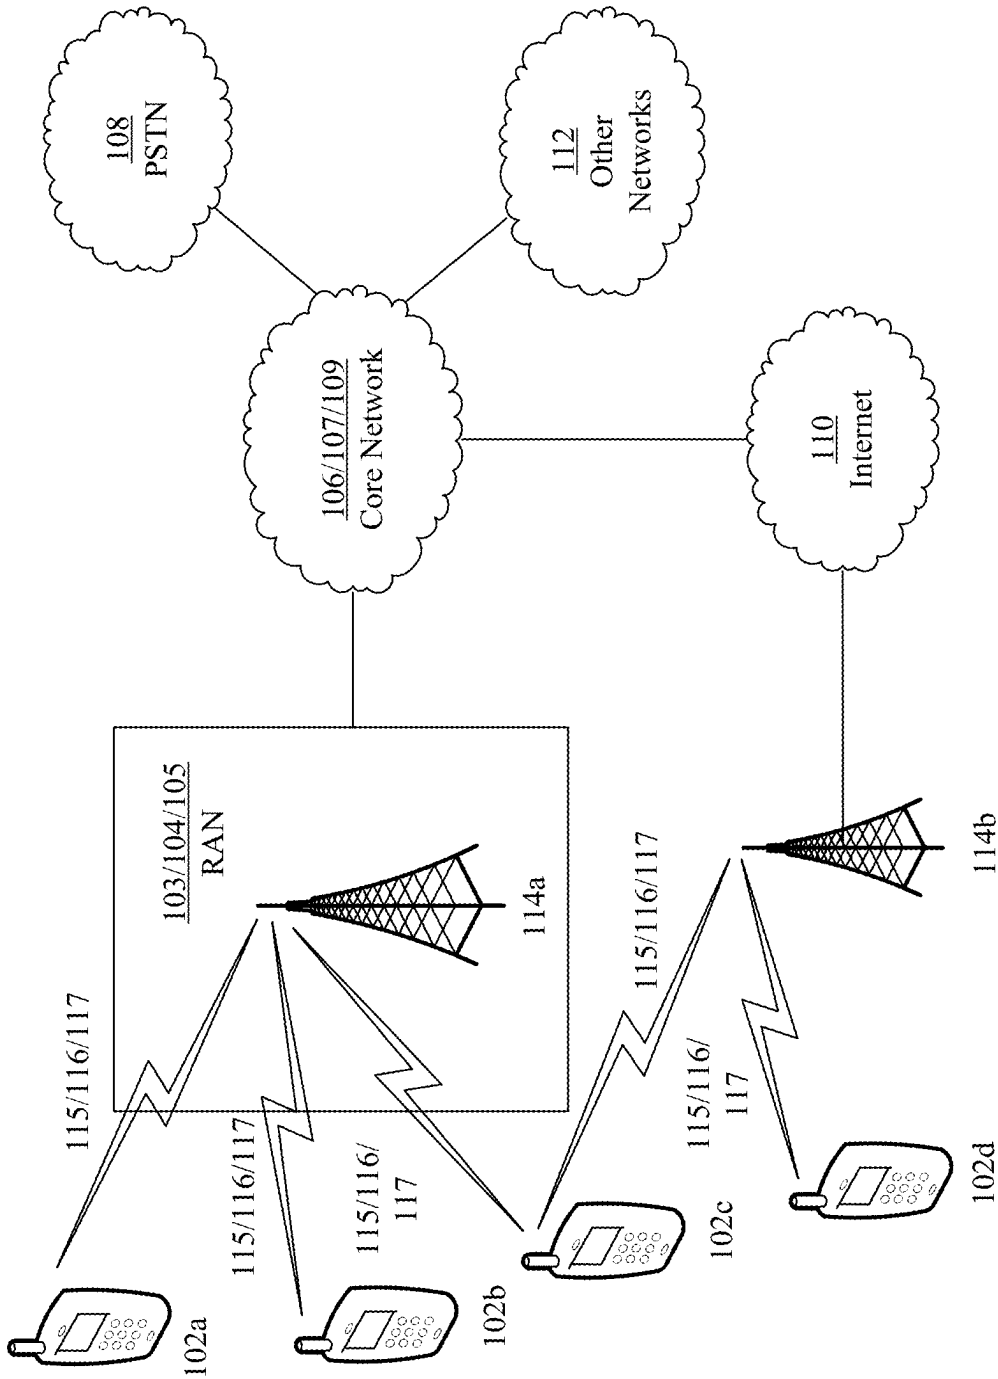 108
PSTN
112
Other
Networks
106/107/109
Core Network
110
Internet
103/104/105
RAN
114a
114b
115/116/117
115/116/117
115/116/
117
115/116/117
115/116/
117
102a
102b
102c
102d